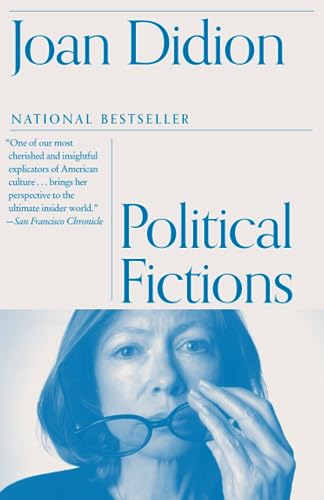 Joan Didion
NATIONAL BESTSELLER
“One of our most
cherished and insightful
explicators of American
culture . . . brings her
perspective to the
ultimate insider world.”
—San Francisco Chronicle
Political
Fictions